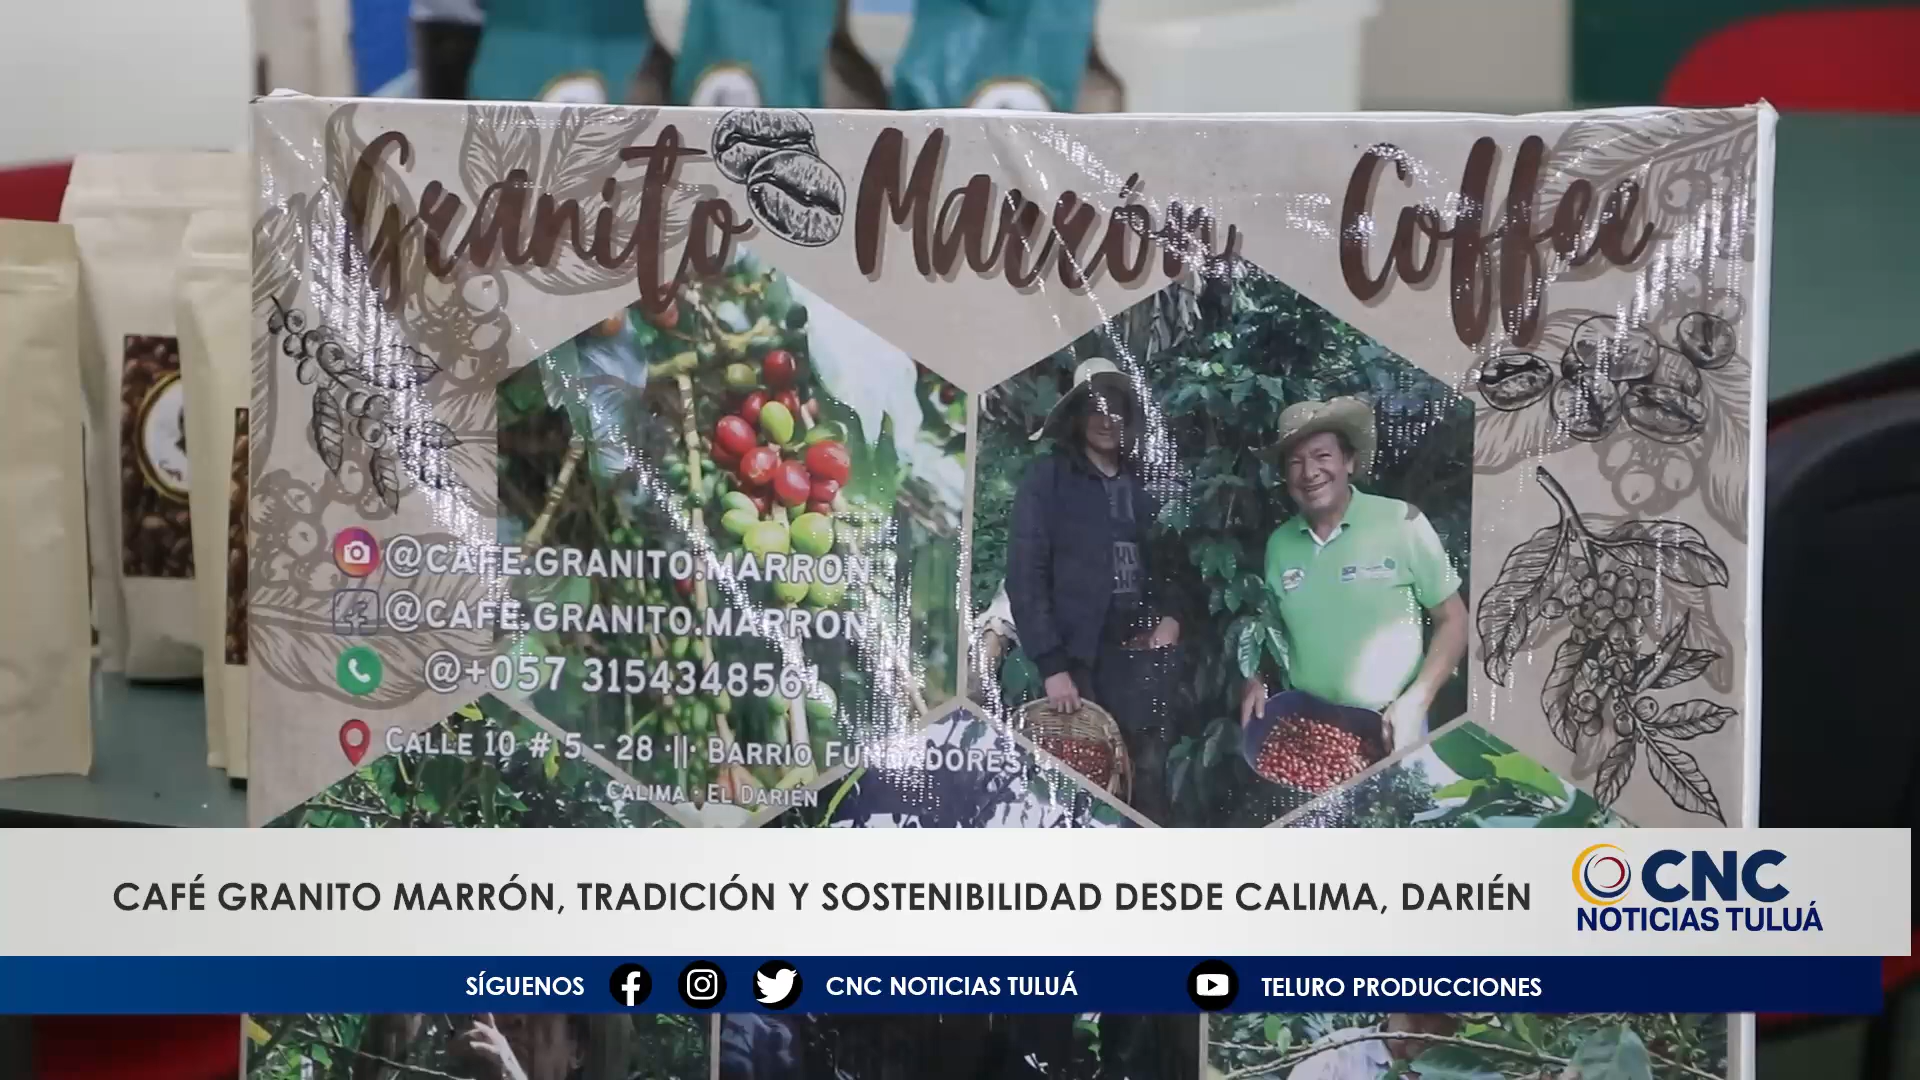 Granito Marrón Coffee
@CAFE.GRANITO.MARRON
@CAFE.GRANITO.MARRON
@+057 3154348561
CALLE 10 # 5 - 28 ·||· BARRIO FUNDADORES
CALIMA · EL DARIÉN
CAFÉ GRANITO MARRÓN, TRADICIÓN Y SOSTENIBILIDAD DESDE CALIMA, DARIÉN
CNC
NOTICIAS TULUÁ
SÍGUENOS
CNC NOTICIAS TULUÁ
TELURO PRODUCCIONES